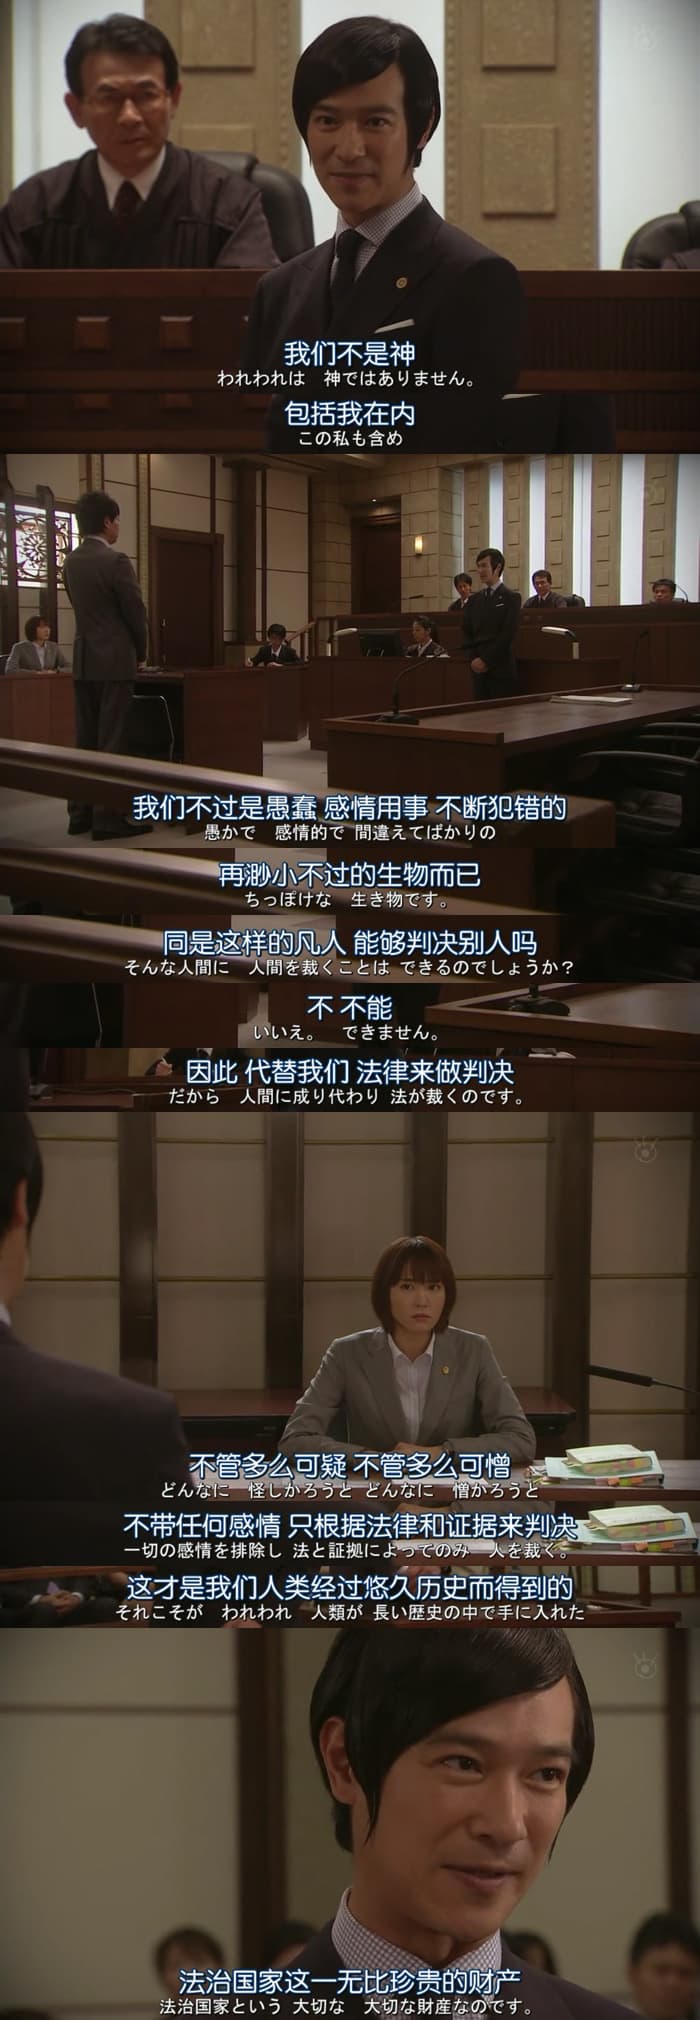 我们不是神
われわれは　神ではありません。
包括我在内
この私も含め
我们不过是愚蠢 感情用事 不断犯错的
愚かで　感情的で 間違えてばかりの
再渺小不过的生物而已
ちっぽけな　生き物です。
同是这样的凡人 能够判决别人吗
そんな人間に　人間を裁くことは できるのでしょうか？
不 不能
いいえ。　できません。
因此 代替我们 法律来做判决
だから　人間に成り代わり 法が裁くのです。
不管多么可疑 不管多么可憎
どんなに　怪しかろうと どんなに　憎かろうと
不带任何感情 只根据法律和证据来判决
一切の感情を排除し 法と証拠によってのみ　人を裁く。
这才是我们人类经过悠久历史而得到的
それこそが　われわれ　人類が 長い歴史の中で手に入れた
法治国家这一无比珍贵的财产
法治国家という 大切な　大切な財産なのです。